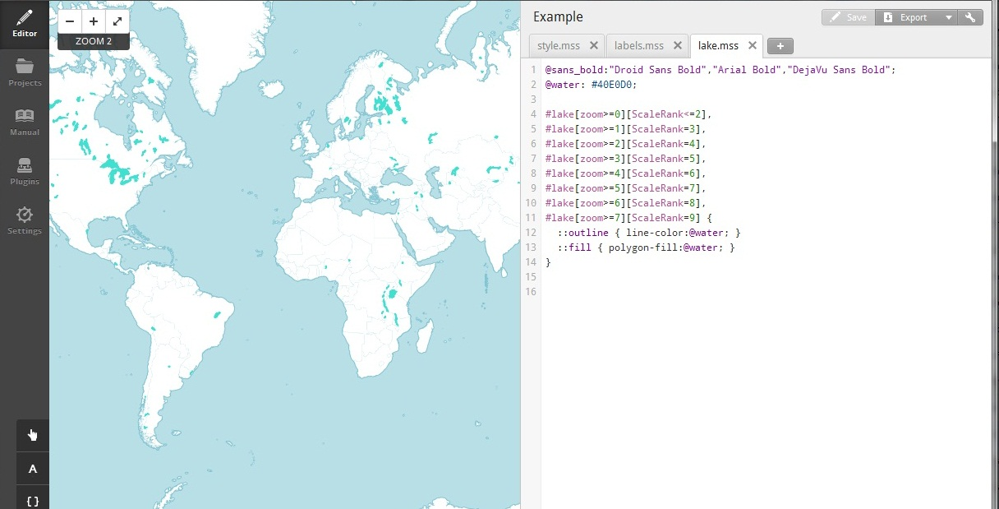 Editor
Projects
Manual
Plugins
Settings
A
{}
− + 
ZOOM 2
Example
Save
Export
style.mss
labels.mss
lake.mss
+
1 @sans_bold:"Droid Sans Bold","Arial Bold","DejaVu Sans Bold";
2 @water: #40E0D0;
3
4 #lake[zoom>=0][ScaleRank<=2],
5 #lake[zoom>=1][ScaleRank=3],
6 #lake[zoom>=2][ScaleRank=4],
7 #lake[zoom>=3][ScaleRank=5],
8 #lake[zoom>=4][ScaleRank=6],
9 #lake[zoom>=5][ScaleRank=7],
10 #lake[zoom>=6][ScaleRank=8],
11 #lake[zoom>=7][ScaleRank=9] {
12   ::outline { line-color:@water; }
13   ::fill { polygon-fill:@water; }
14 }
15
16